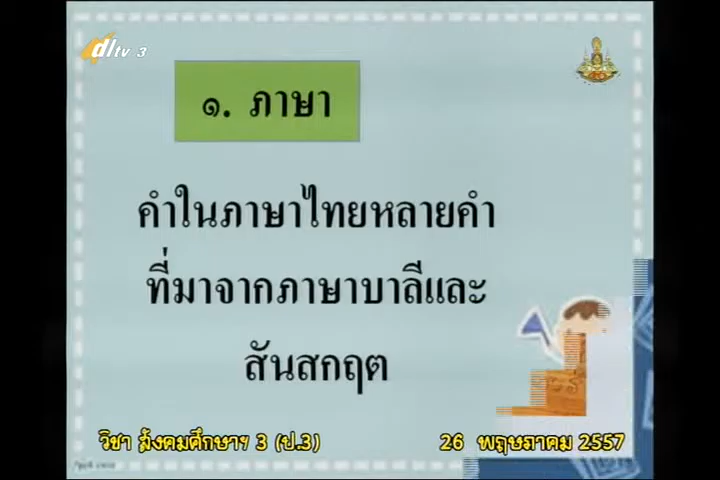 dltv 3
๑. ภาษา
คำในภาษาไทยหลายคำ
ที่มาจากภาษาบาลีและ
สันสกฤต
วิชา สังคมศึกษาฯ 3 (ป.3)
26 พฤษภาคม 2557